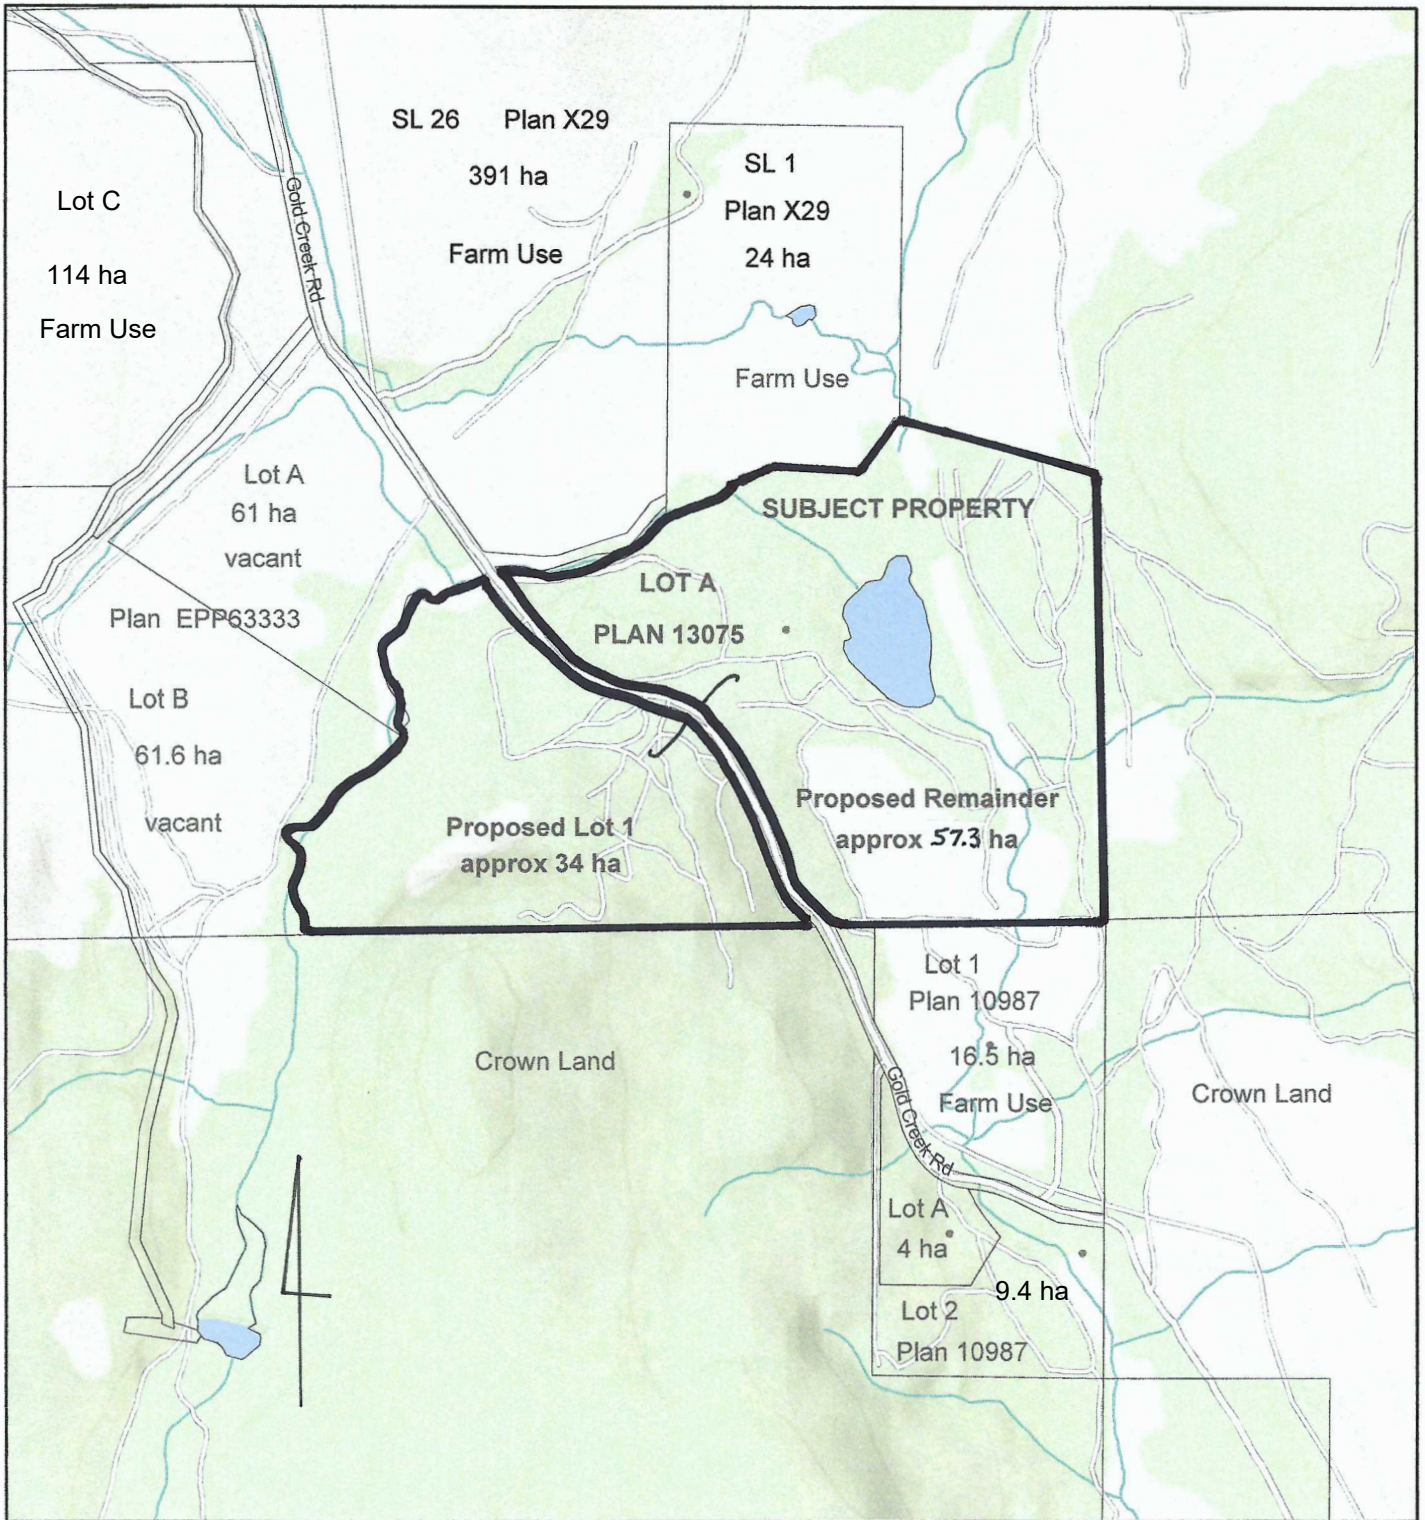 SL 26 Plan X29
391 ha
Farm Use
SL 1
Plan X29
24 ha
Farm Use
Lot C
114 ha
Farm Use
Gold Creek Rd
Lot A
61 ha
vacant
Plan EPP63333
Lot B
61.6 ha
vacant
SUBJECT PROPERTY
LOT A
PLAN 13075
Proposed Lot 1
approx 34 ha
Proposed Remainder
approx 57.3 ha
Crown Land
Lot 1
Plan 10987
16.5 ha
Farm Use
Gold Creek Rd
Crown Land
Lot A
4 ha
9.4 ha
Lot 2
Plan 10987